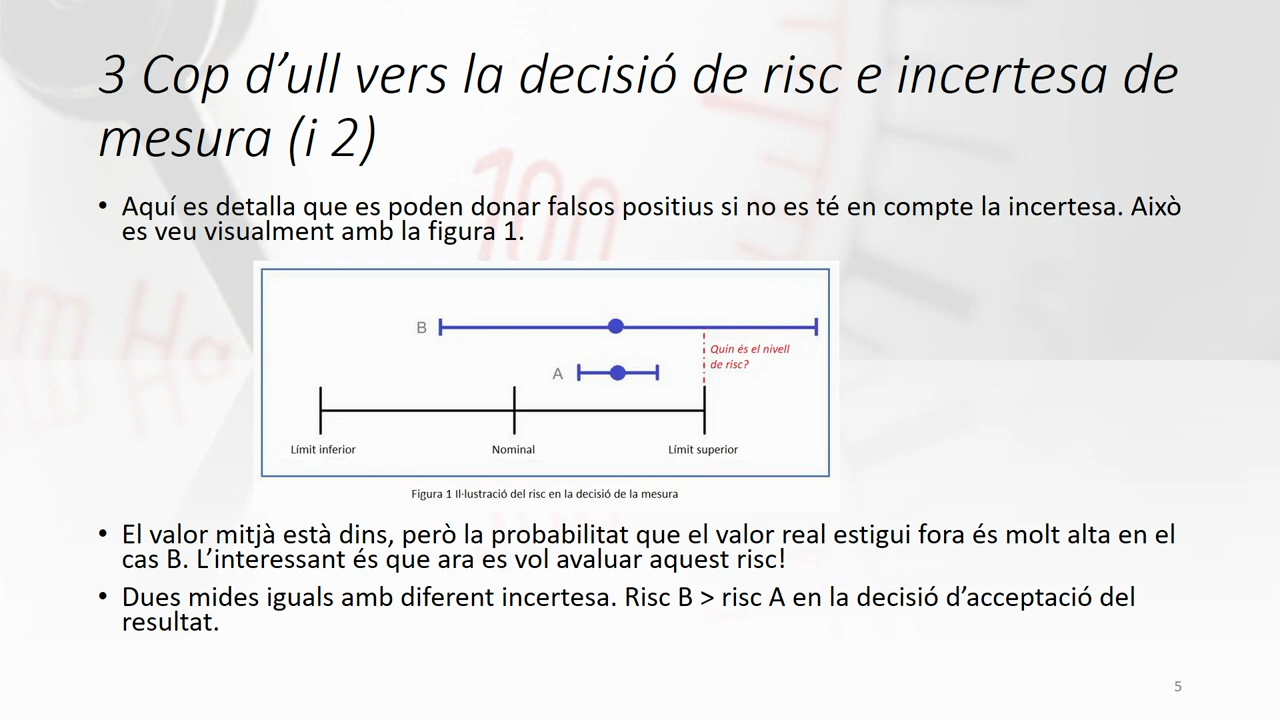 3 Cop d’ull vers la decisió de risc e incertesa de
mesura (i 2)
• Aquí es detalla que es poden donar falsos positius si no es té en compte la incertesa. Això
es veu visualment amb la figura 1.
B
Quin és el nivell
de risc?
A
Límit inferior
Nominal
Límit superior
Figura 1 Il·lustració del risc en la decisió de la mesura
• El valor mitjà està dins, però la probabilitat que el valor real estigui fora és molt alta en el
cas B. L’interessant és que ara es vol avaluar aquest risc!
• Dues mides iguals amb diferent incertesa. Risc B > risc A en la decisió d’acceptació del
resultat.
5